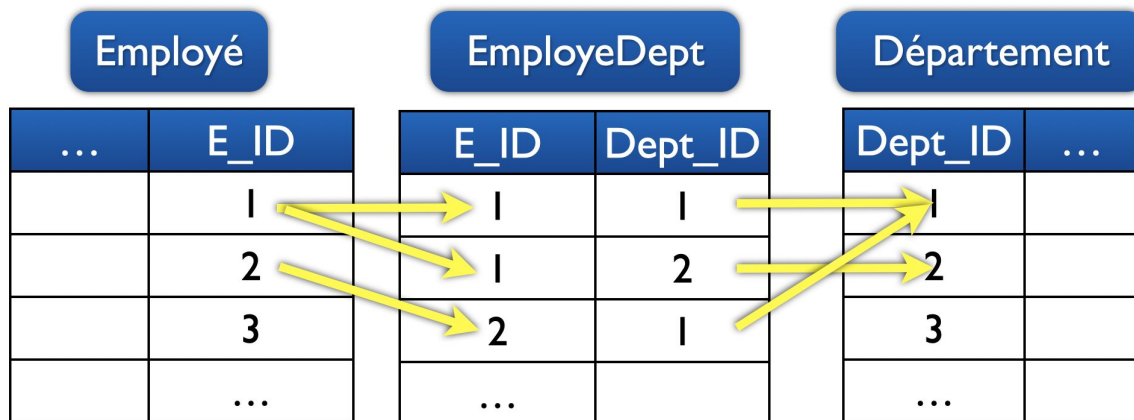 Employé EmployeDept Département
… E_ID E_ID Dept_ID Dept_ID …
1 1 1 1
2 1 2 2
3 2 1 3
… … …